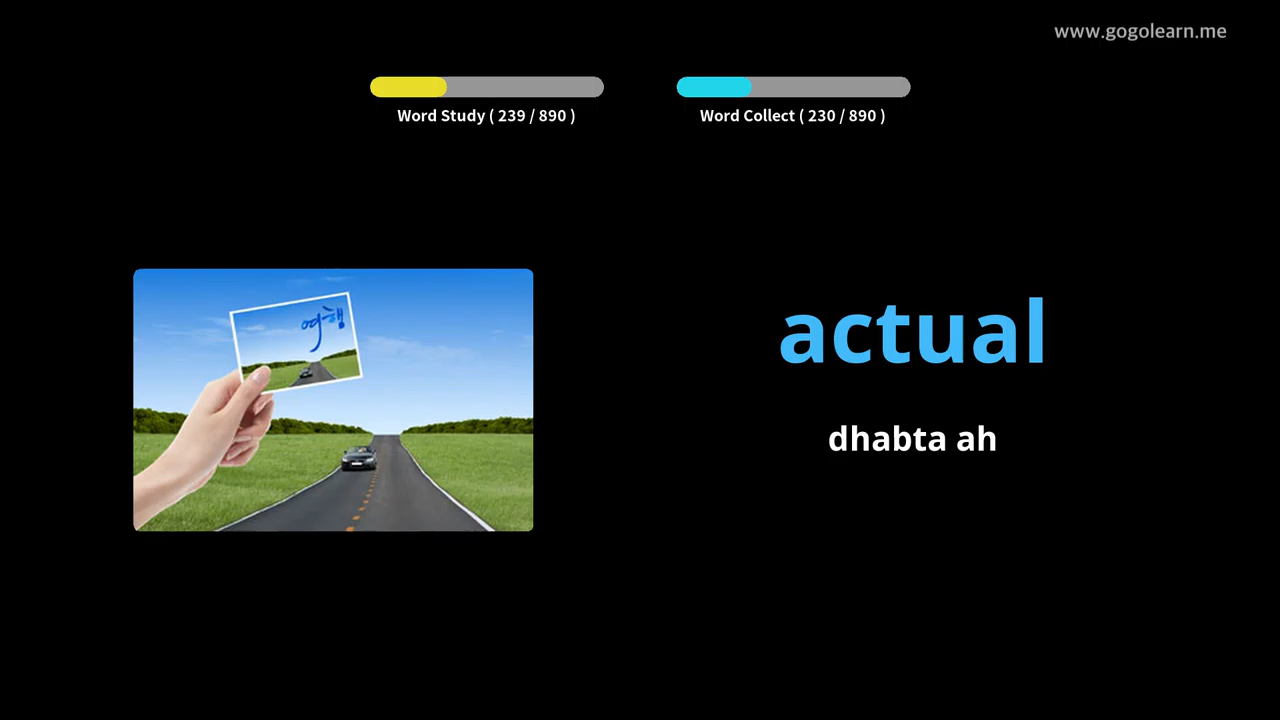 www.gogolearn.me
Word Study ( 239 / 890 )
Word Collect ( 230 / 890 )
여행
actual
dhabta ah